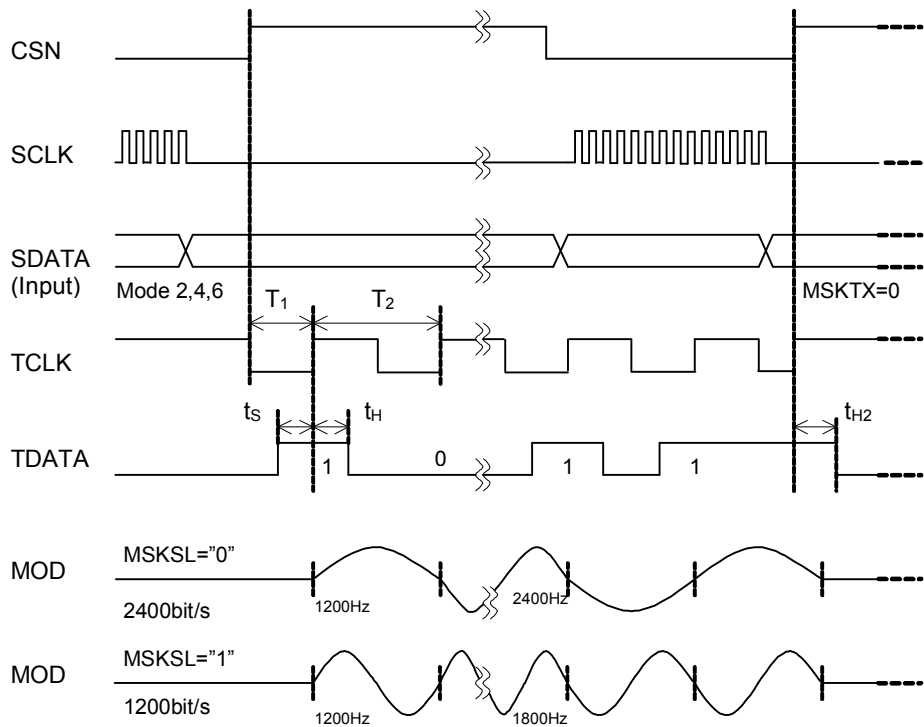 CSN
SCLK
SDATA
(Input)
Mode 2,4,6
MSKTX=0
T₁
T₂
TCLK
tS
tH
tH2
TDATA
1
0
1
1
MOD
MSKSL=”0”
2400bit/s
1200Hz
2400Hz
MOD
MSKSL=”1”
1200bit/s
1200Hz
1800Hz